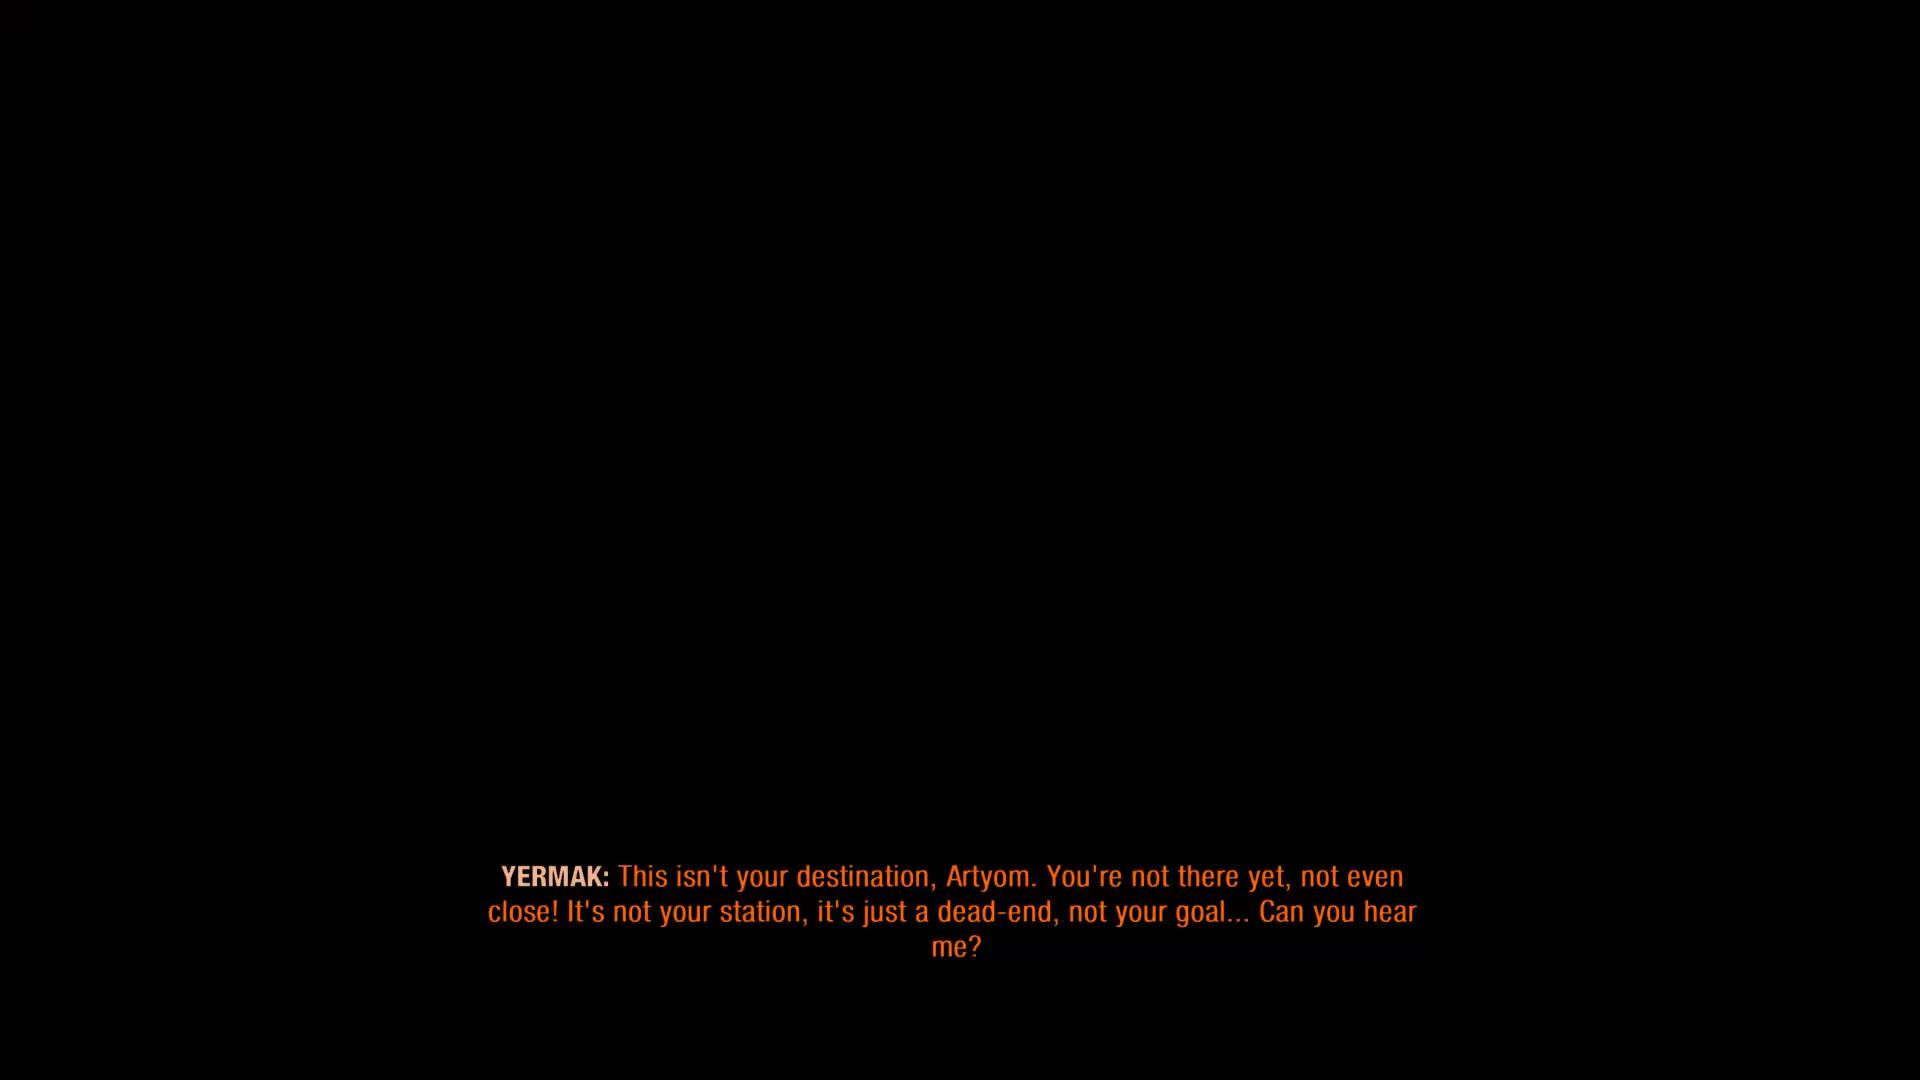 YERMAK: This isn't your destination, Artyom. You're not there yet, not even
close! It's not your station, it's just a dead-end, not your goal... Can you hear
me?